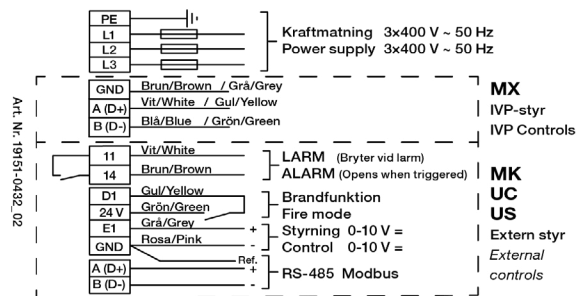 PE
L1
L2
L3
Kraftmatning 3×400 V ~ 50 Hz
Power supply 3×400 V ~ 50 Hz
GND Brun/Brown / Grå/Grey
A (D+) Vit/White / Gul/Yellow
B (D-) Blå/Blue / Grön/Green
MX
IVP-styr
IVP Controls
Art. Nr. 19151-0432_02
11 Vit/White
14 Brun/Brown
LARM (Bryter vid larm)
ALARM (Opens when triggered)
D1 Gul/Yellow
24 V Grön/Green
Brandfunktion
Fire mode
E1 Grå/Grey +
GND Rosa/Pink -
Styrning 0-10 V =
Control 0-10 V =
Ref.
A (D+) +
B (D-) -
RS-485 Modbus
MK
UC
US
Extern styr
External
controls